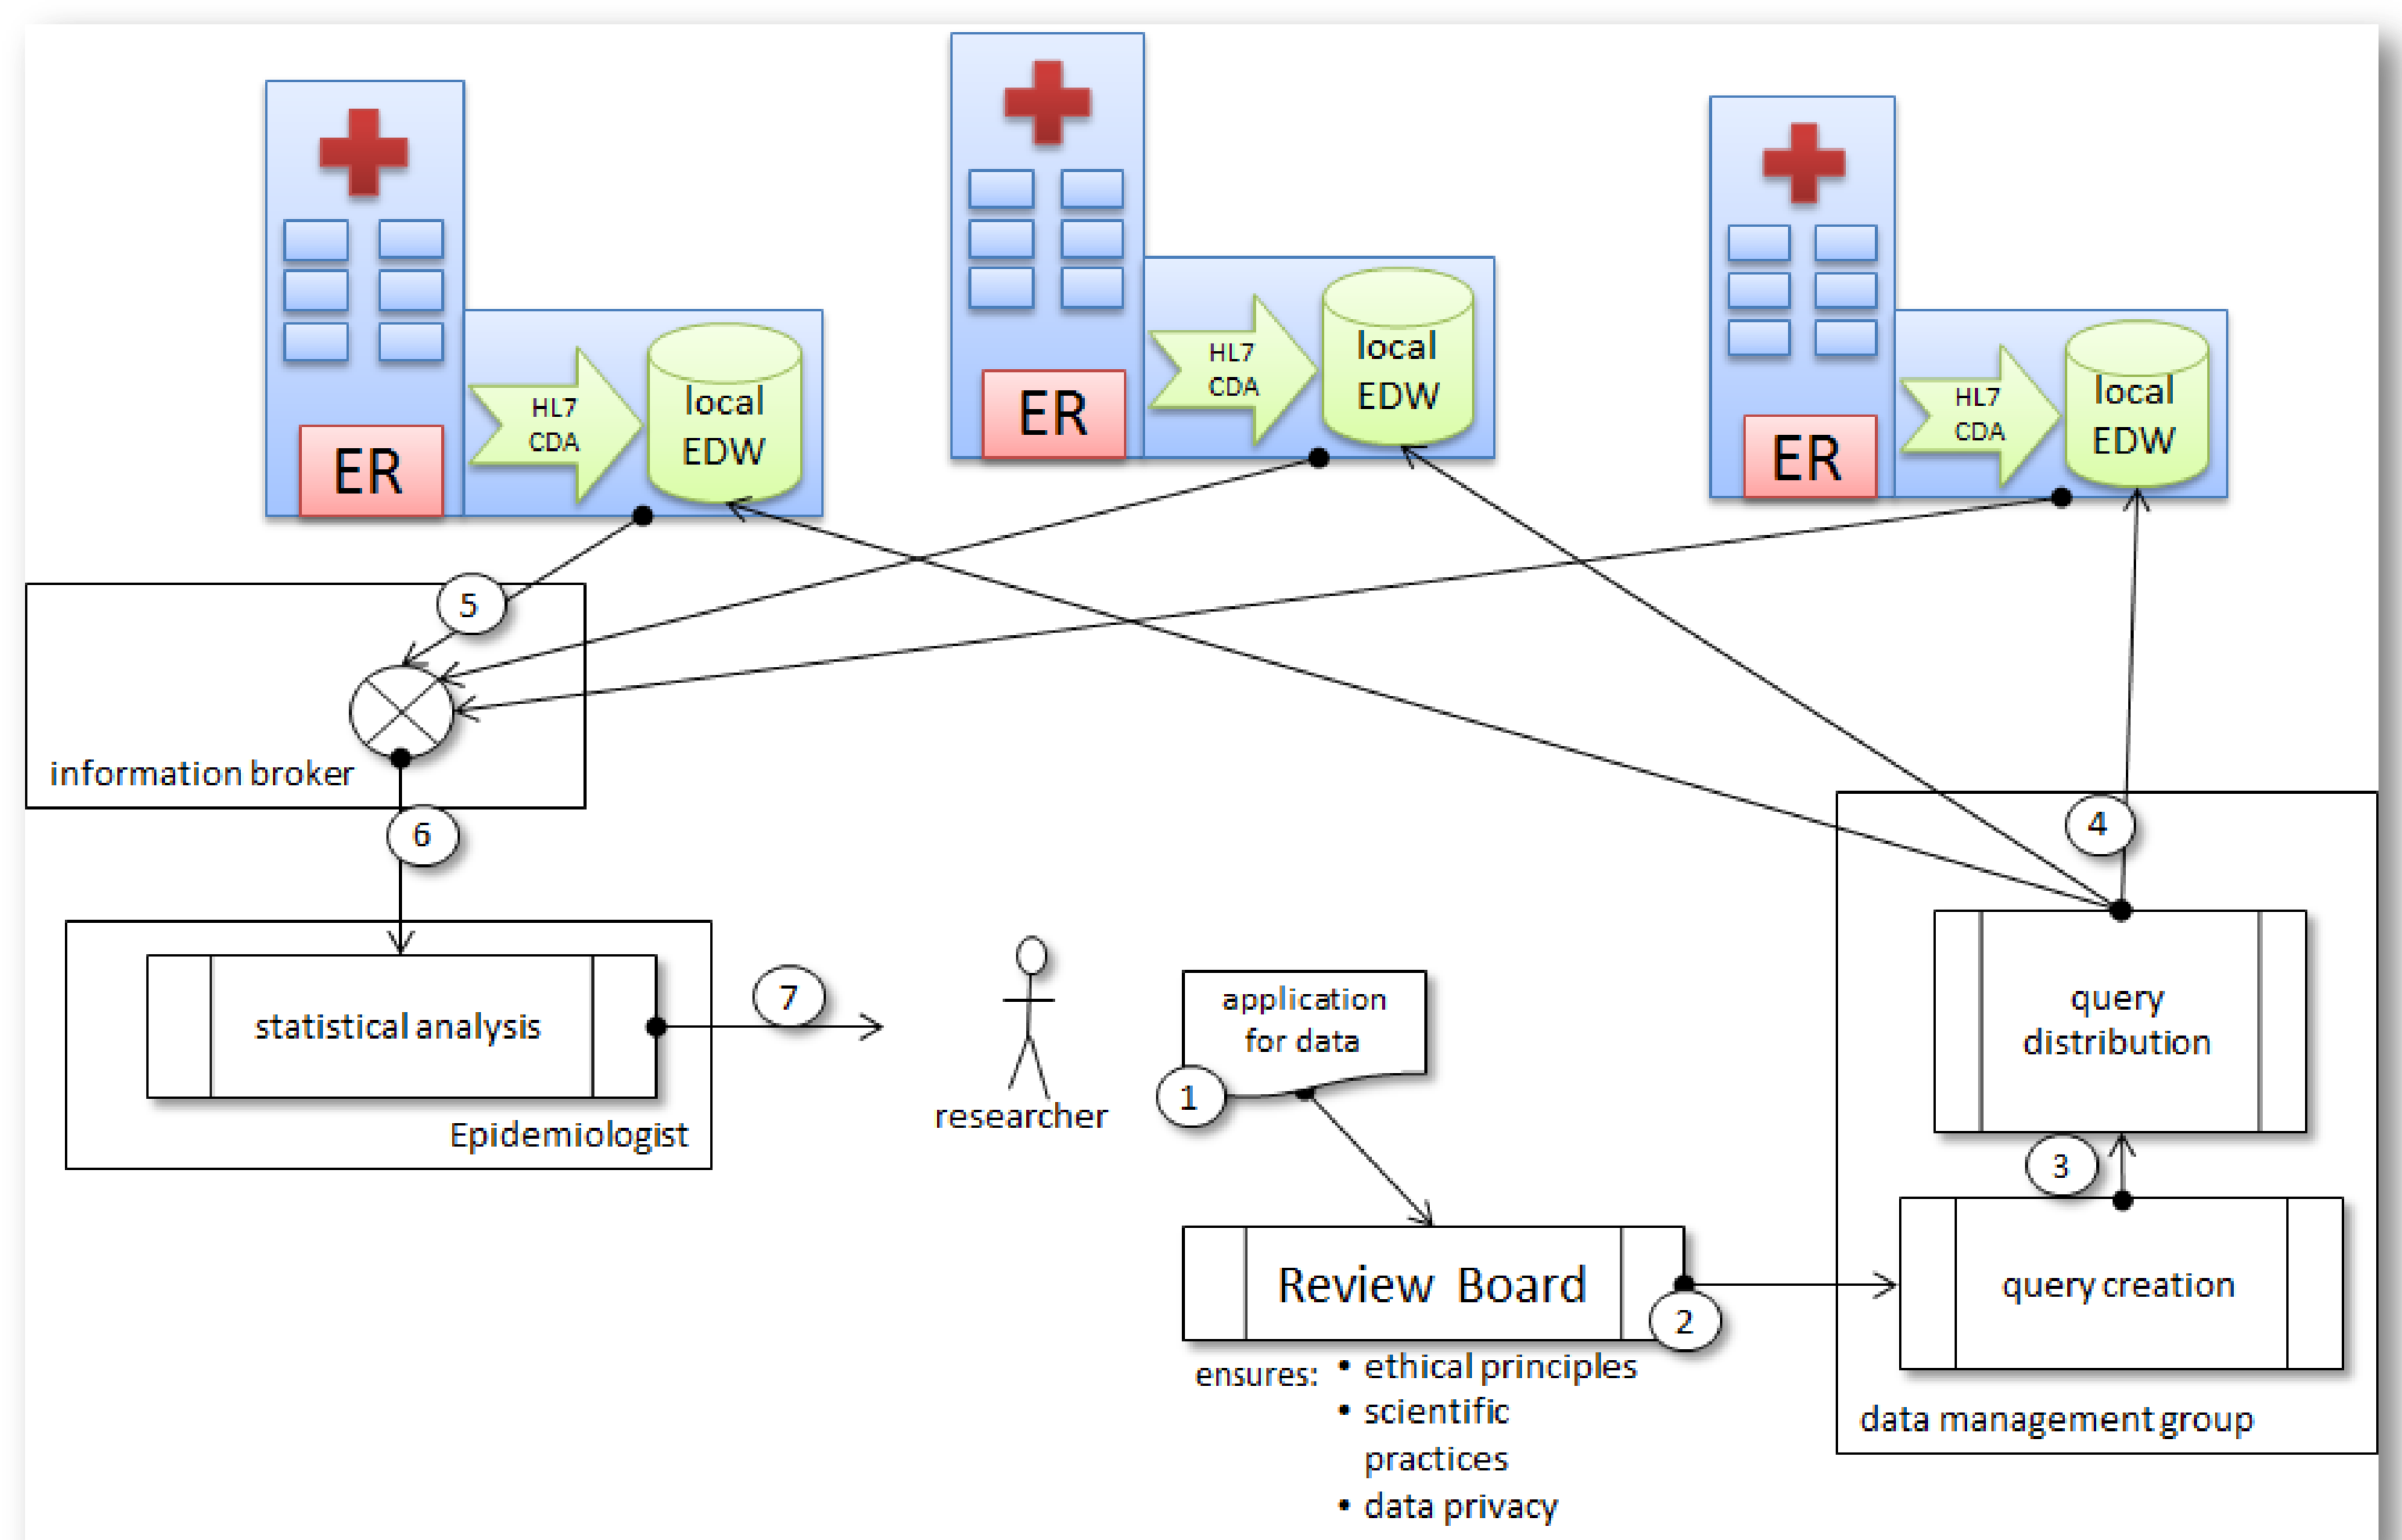 HL7
CDA
local
EDW
ER
HL7
CDA
local
EDW
ER
HL7
CDA
local
EDW
ER
5
information broker
6
4
statistical analysis
Epidemiologist
7
researcher
application
for data
1
query
distribution
3
Review Board
2
query creation
data management group
ensures:
• ethical principles
• scientific
practices
• data privacy